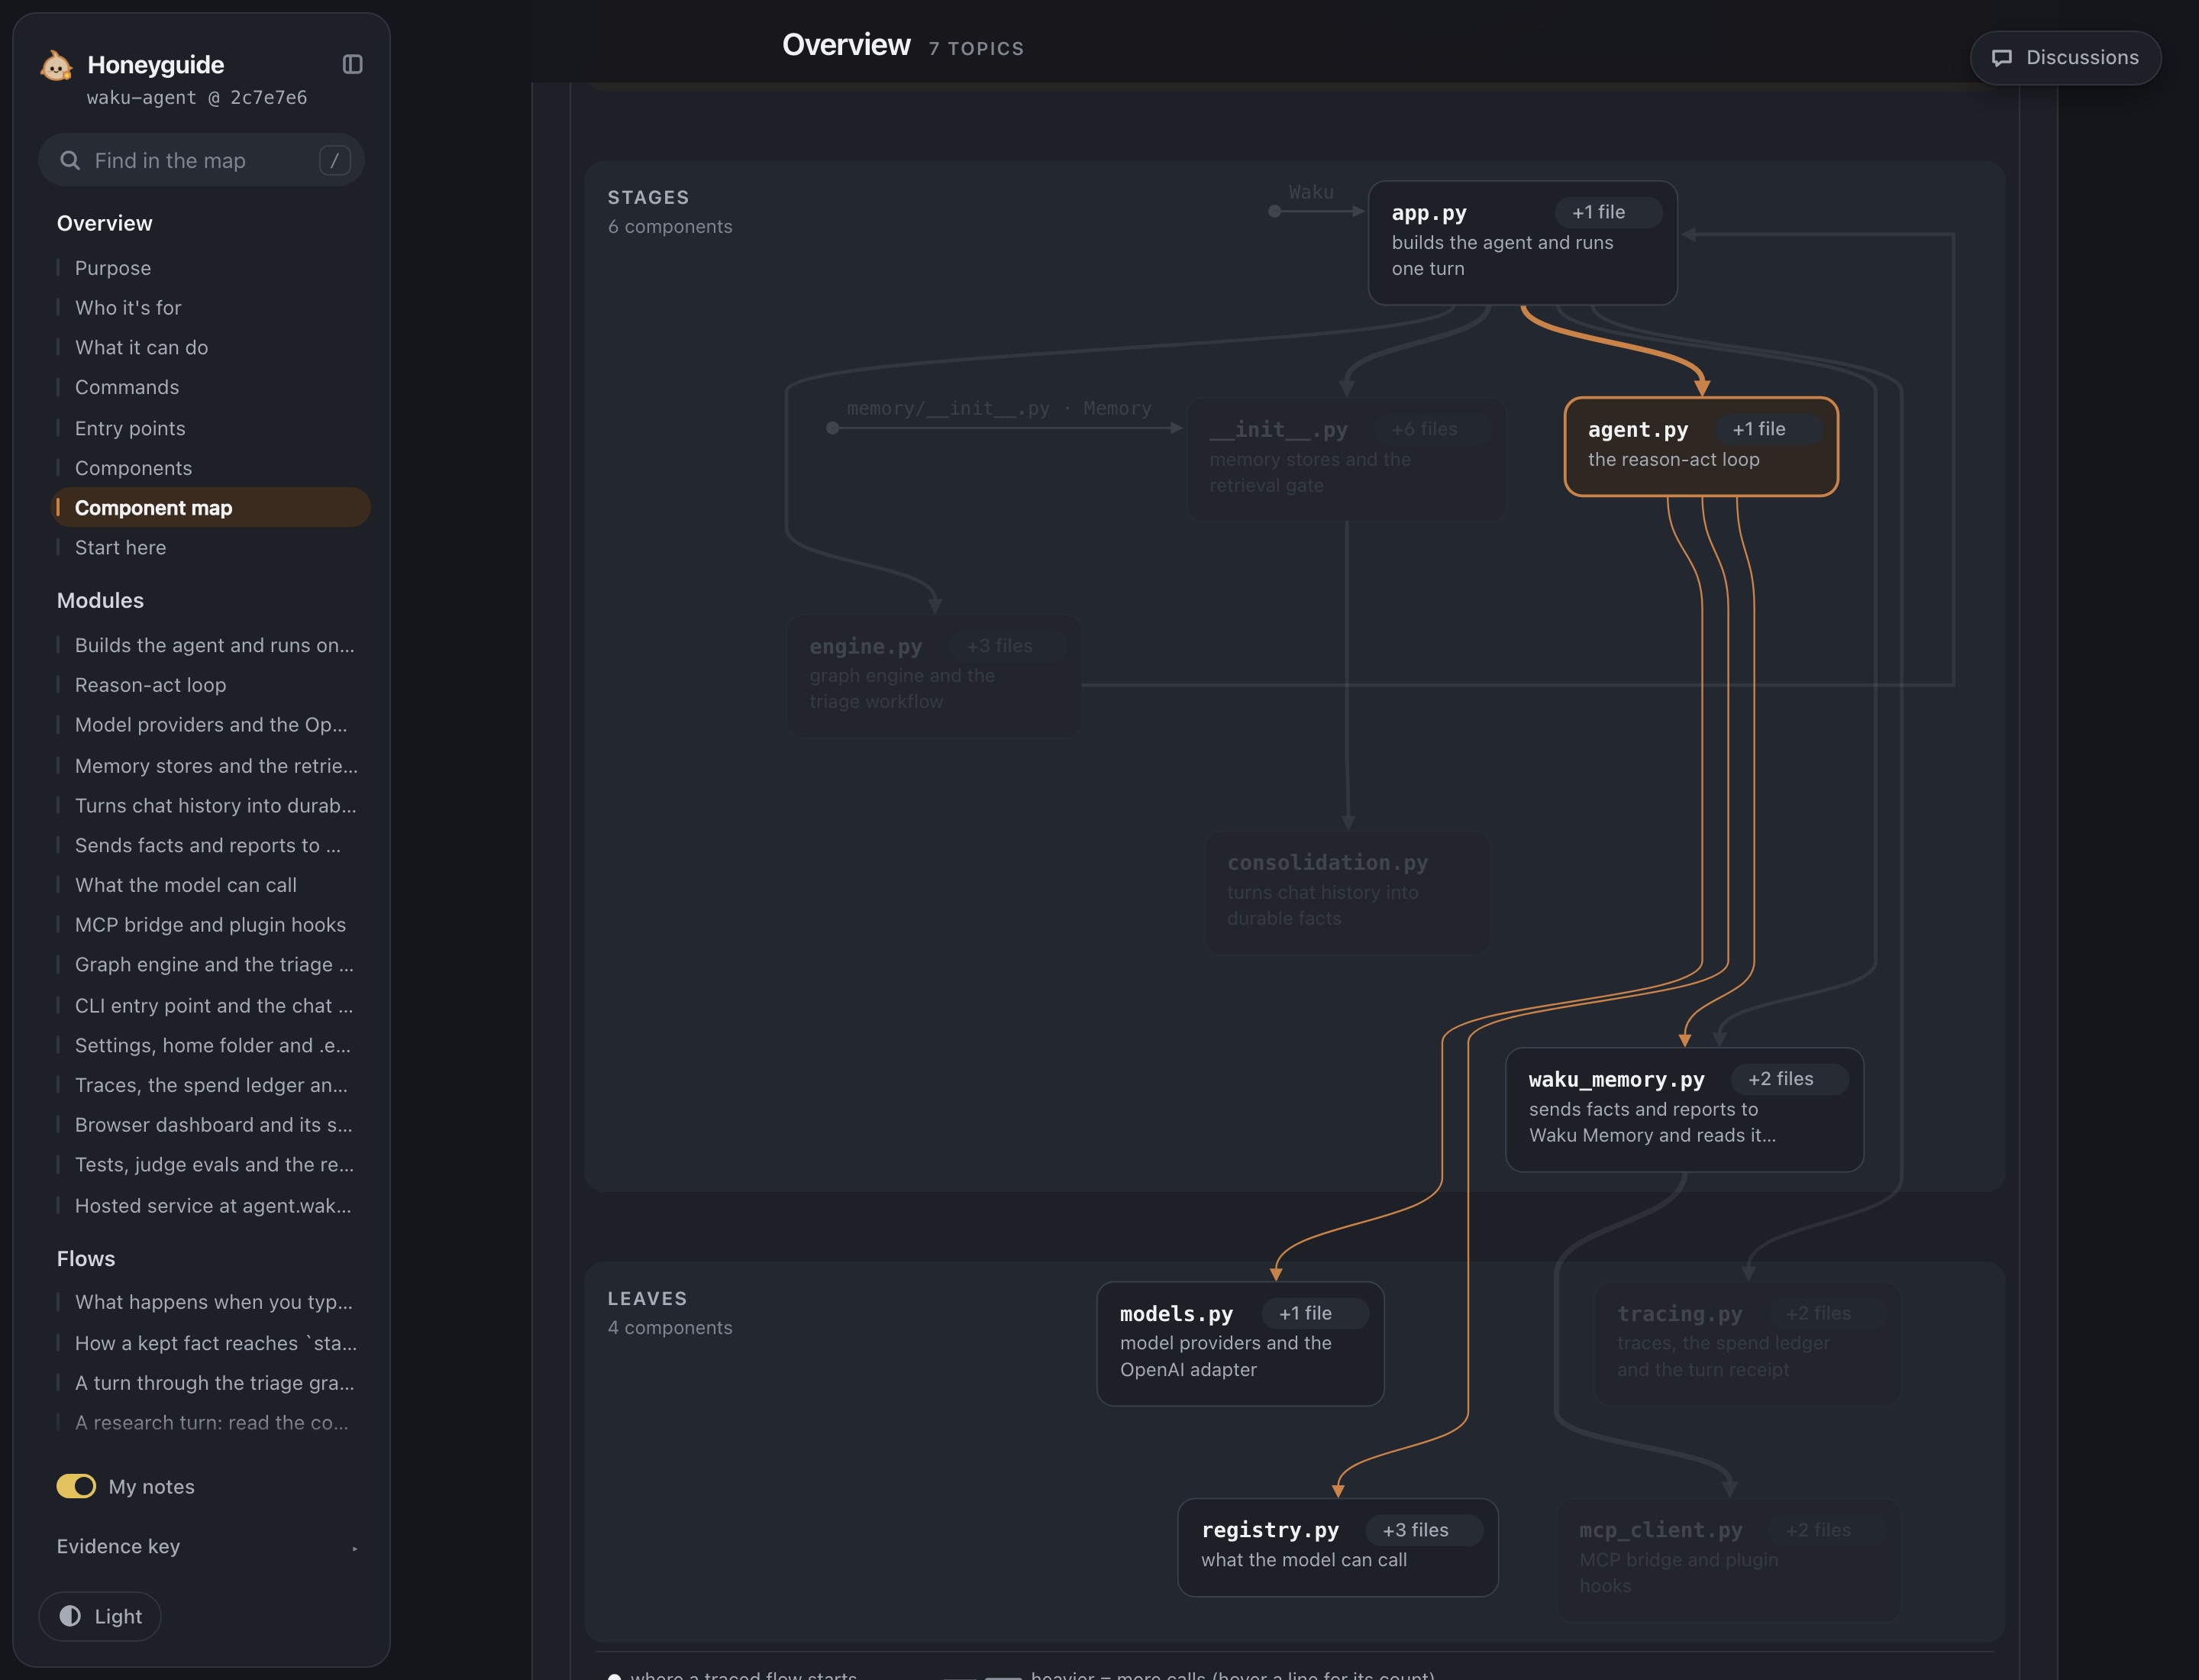 Honeyguide
waku-agent @ 2c7e7e6
Find in the map
/
Overview
Purpose
Who it's for
What it can do
Commands
Entry points
Components
Component map
Start here
Modules
Builds the agent and runs on...
Reason-act loop
Model providers and the Op...
Memory stores and the retrie...
Turns chat history into durab...
Sends facts and reports to ...
What the model can call
MCP bridge and plugin hooks
Graph engine and the triage ...
CLI entry point and the chat ...
Settings, home folder and .e...
Traces, the spend ledger an...
Browser dashboard and its s...
Tests, judge evals and the re...
Hosted service at agent.wak...
Flows
What happens when you typ...
How a kept fact reaches `sta...
A turn through the triage gra...
A research turn: read the co...
My notes
Evidence key
Light
Overview 7 TOPICS
Discussions
STAGES
6 components
Waku
app.py +1 file
builds the agent and runs
one turn
memory/__init__.py · Memory
__init__.py +6 files
memory stores and the
retrieval gate
agent.py +1 file
the reason-act loop
engine.py +3 files
graph engine and the
triage workflow
consolidation.py
turns chat history into
durable facts
waku_memory.py +2 files
sends facts and reports to
Waku Memory and reads it...
LEAVES
4 components
models.py +1 file
model providers and the
OpenAI adapter
tracing.py +2 files
traces, the spend ledger
and the turn receipt
registry.py +3 files
what the model can call
mcp_client.py +2 files
MCP bridge and plugin
hooks
where a traced flow starts
heavier = more calls (hover a line for its count)